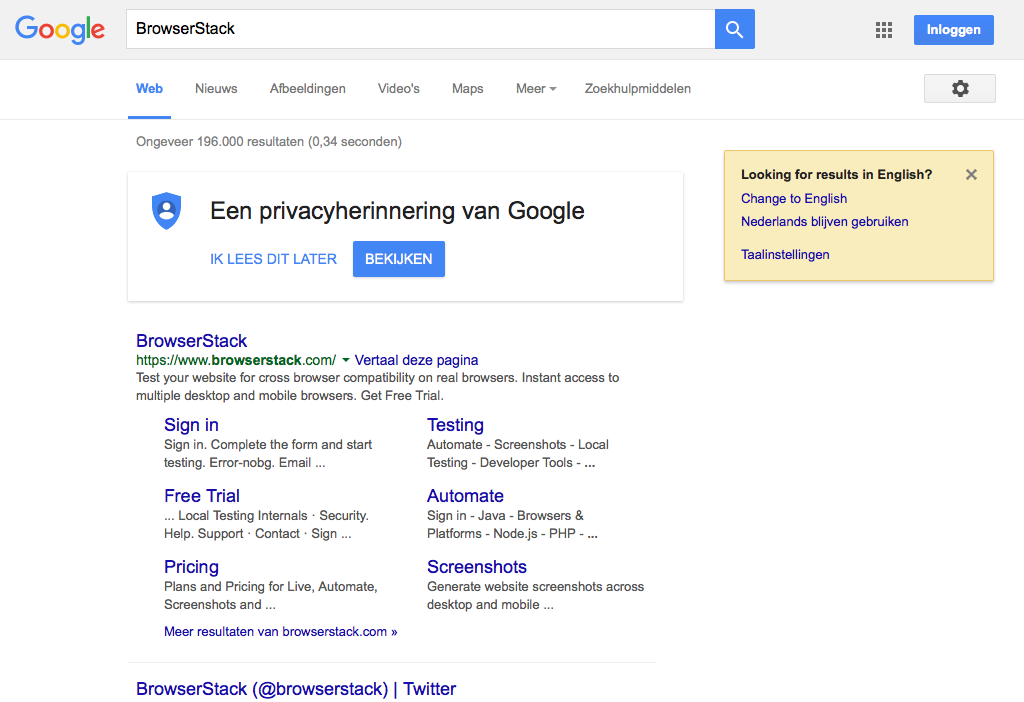 Google
BrowserStack
Inloggen
Web Nieuws Afbeeldingen Video's Maps Meer Zoekhulpmiddelen
Ongeveer 196.000 resultaten (0,34 seconden)
Een privacyherinnering van Google
IK LEES DIT LATER BEKIJKEN
Looking for results in English?
Change to English
Nederlands blijven gebruiken
Taalinstellingen
BrowserStack
https://www.browserstack.com/ Vertaal deze pagina
Test your website for cross browser compatibility on real browsers. Instant access to
multiple desktop and mobile browsers. Get Free Trial.
Sign in
Sign in. Complete the form and start
testing. Error-nobg. Email ...
Testing
Automate - Screenshots - Local
Testing - Developer Tools - ...
Free Trial
... Local Testing Internals · Security.
Help. Support · Contact · Sign ...
Automate
Sign in - Java - Browsers &
Platforms - Node.js - PHP - ...
Pricing
Plans and Pricing for Live, Automate,
Screenshots and ...
Screenshots
Generate website screenshots across
desktop and mobile ...
Meer resultaten van browserstack.com »
BrowserStack (@browserstack) | Twitter